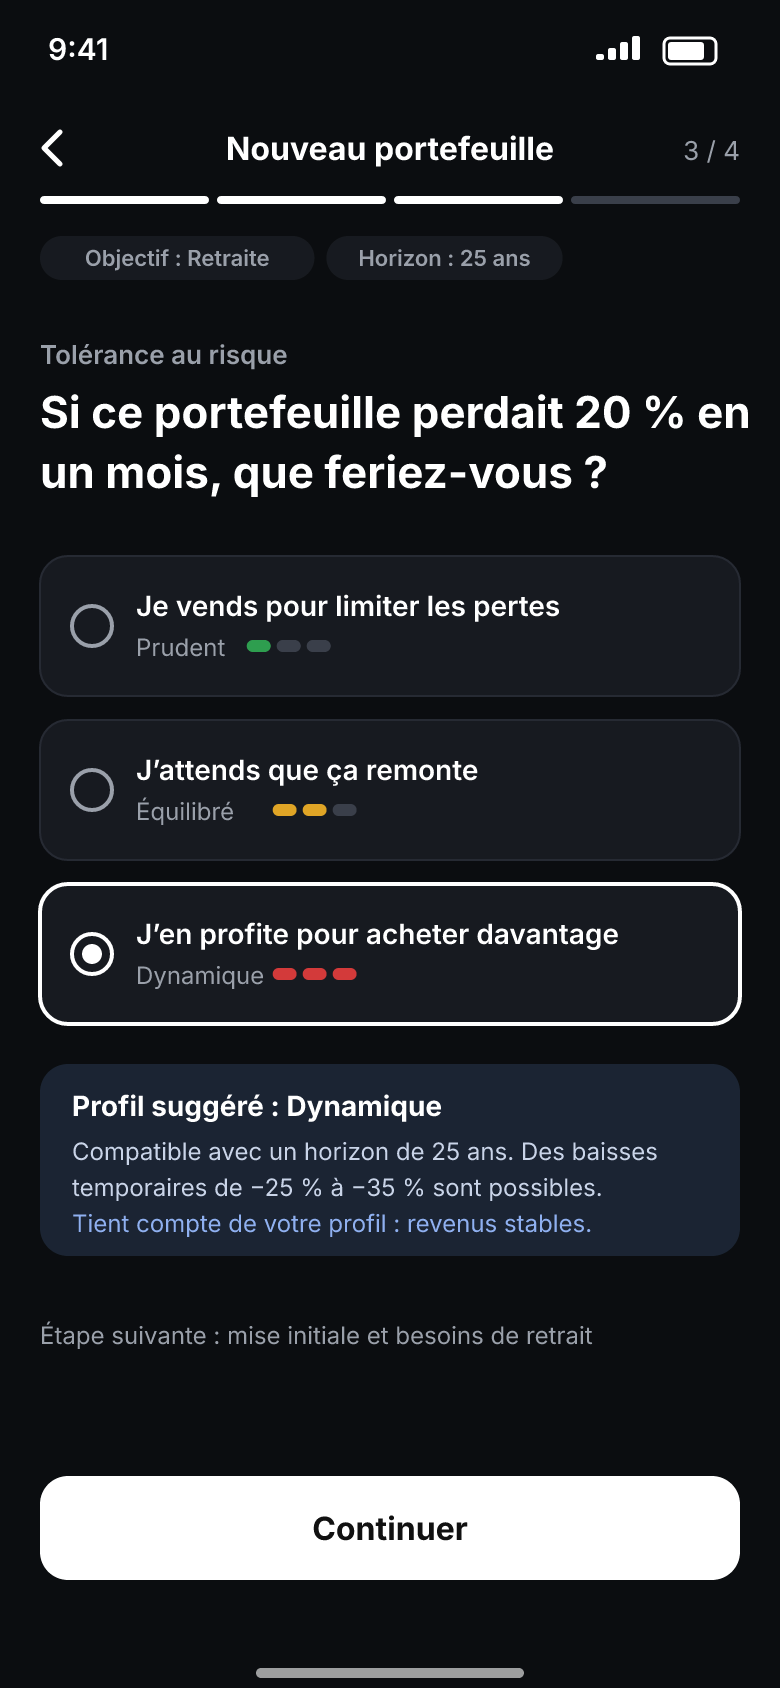 9:41
Nouveau portefeuille
3 / 4
Objectif : Retraite
Horizon : 25 ans
Tolérance au risque
Si ce portefeuille perdait 20 % en
un mois, que feriez-vous ?
Je vends pour limiter les pertes
Prudent
J’attends que ça remonte
Équilibré
J’en profite pour acheter davantage
Dynamique
Profil suggéré : Dynamique
Compatible avec un horizon de 25 ans. Des baisses
temporaires de −25 % à −35 % sont possibles.
Tient compte de votre profil : revenus stables.
Étape suivante : mise initiale et besoins de retrait
Continuer